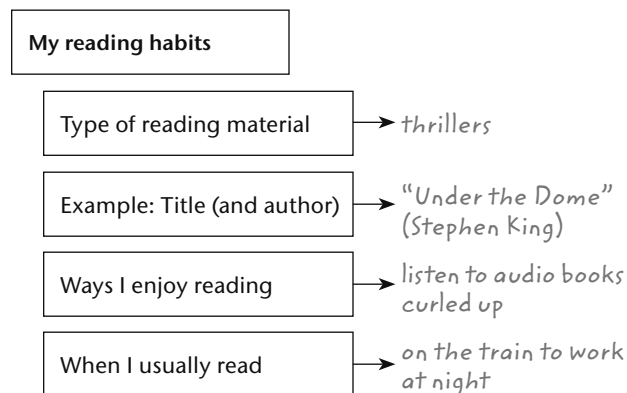 My reading habits
Type of reading material
thrillers
Example: Title (and author)
“Under the Dome”
(Stephen King)
Ways I enjoy reading
listen to audio books
curled up
When I usually read
on the train to work
at night